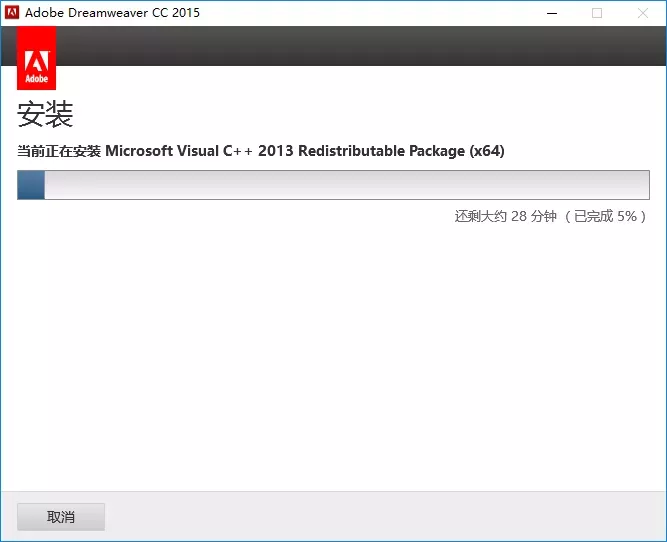 Adobe Dreamweaver CC 2015
Adobe
安装
当前正在安装 Microsoft Visual C++ 2013 Redistributable Package (x64)
还剩大约 28 分钟 （已完成 5%）
取消